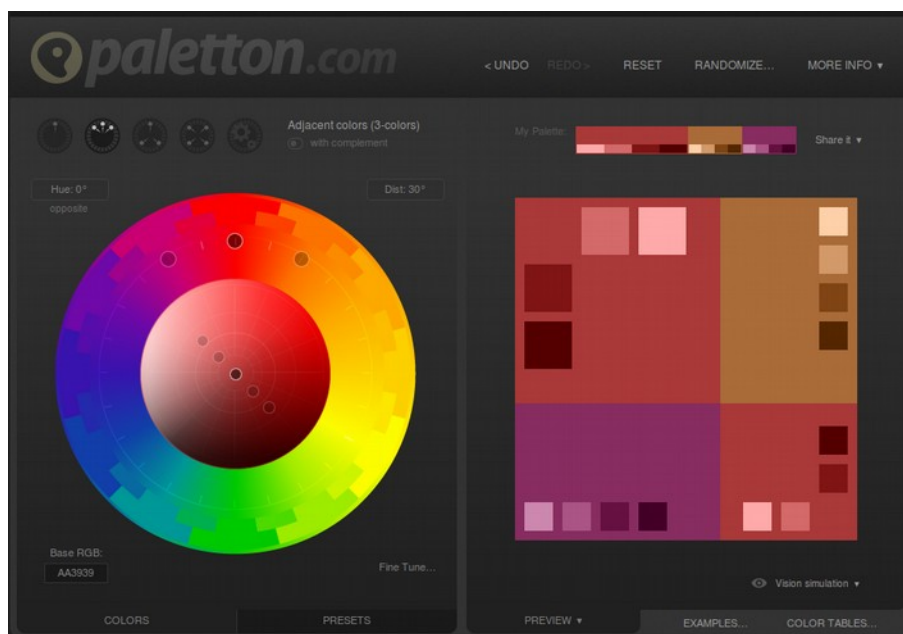 paletton.com
< UNDO REDO > RESET RANDOMIZE... MORE INFO ▾
Adjacent colors (3-colors)
with complement
My Palette:
Share it ▾
Hue: 0°
Dist: 30°
opposite
Base RGB:
AA3939
Fine Tune...
Vision simulation ▾
COLORS PRESETS PREVIEW ▾ EXAMPLES... COLOR TABLES...